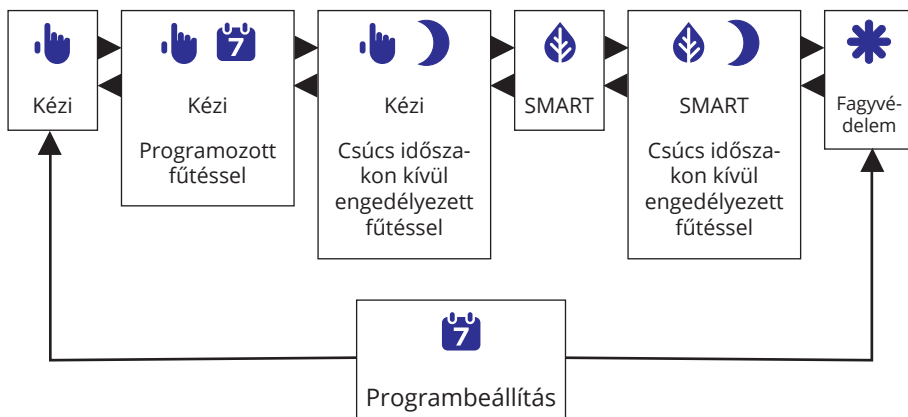 Kézi
7
Kézi
Programozott
fűtéssel
Kézi
Csúcs idősza-
kon kívül
engedélyezett
fűtéssel
SMART
SMART
Csúcs idősza-
kon kívül
engedélyezett
fűtéssel
Fagyvé-
delem
7
Programbeállítás